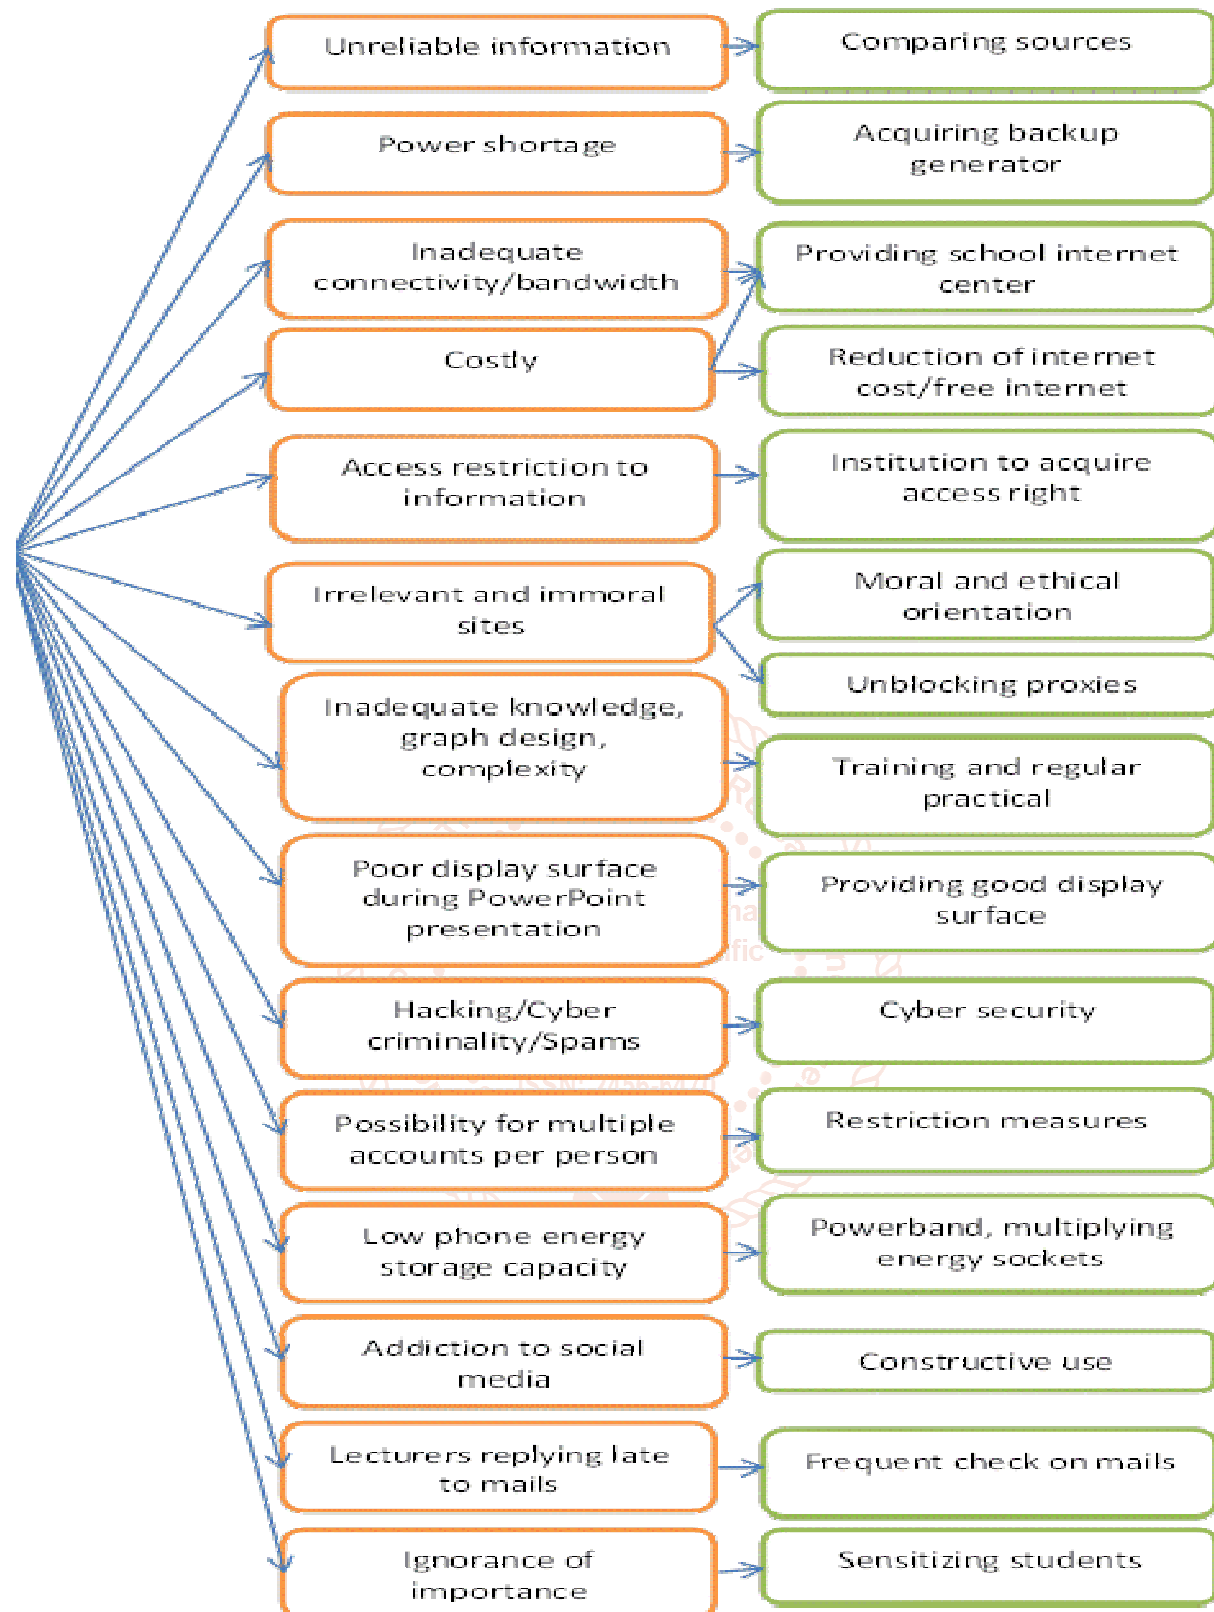 Unreliable information
Comparing sources
Power shortage
Acquiring backup
generator
Inadequate
connectivity/bandwidth
Providing school internet
center
Costly
Reduction of internet
cost/free internet
Access restriction to
information
Institution to acquire
access right
Irrelevant and immoral
sites
Moral and ethical
orientation
Unblocking proxies
Inadequate knowledge,
graph design,
complexity
Training and regular
practical
Poor display surface
during PowerPoint
presentation
Providing good display
surface
Hacking/Cyber
criminality/Spams
Cyber security
Possibility for multiple
accounts per person
Restriction measures
Low phone energy
storage capacity
Powerband, multiplying
energy sockets
Addiction to social
media
Constructive use
Lecturers replying late
to mails
Frequent check on mails
Ignorance of
importance
Sensitizing students